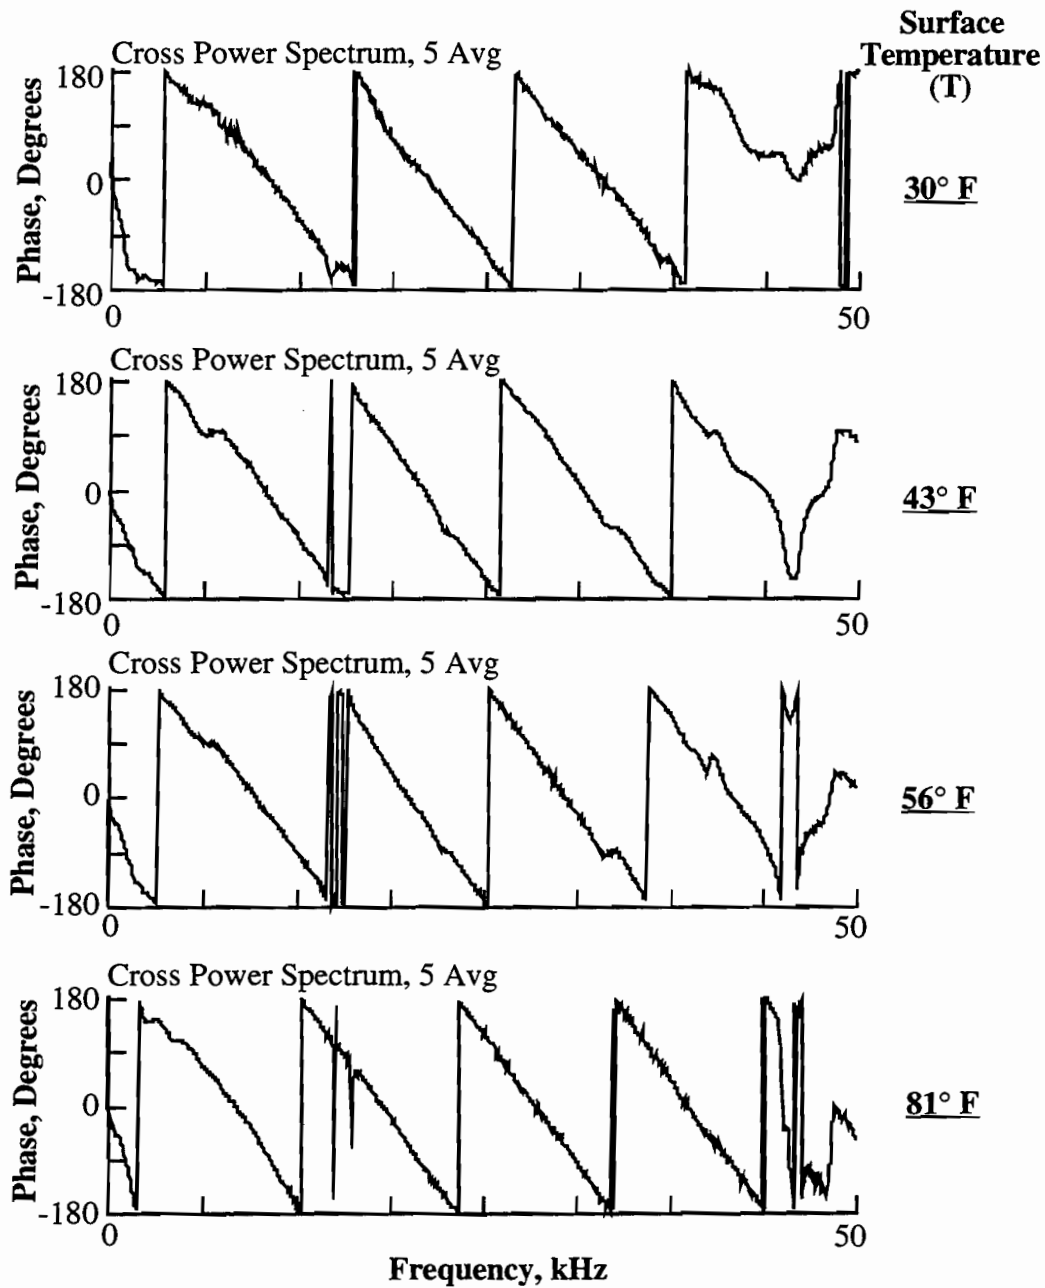 Surface
Temperature
(T)
Cross Power Spectrum, 5 Avg
180
0
-180
Phase, Degrees
0
50
30° F
Cross Power Spectrum, 5 Avg
180
0
-180
Phase, Degrees
0
50
43° F
Cross Power Spectrum, 5 Avg
180
0
-180
Phase, Degrees
0
50
56° F
Cross Power Spectrum, 5 Avg
180
0
-180
Phase, Degrees
0
50
81° F
Frequency, kHz